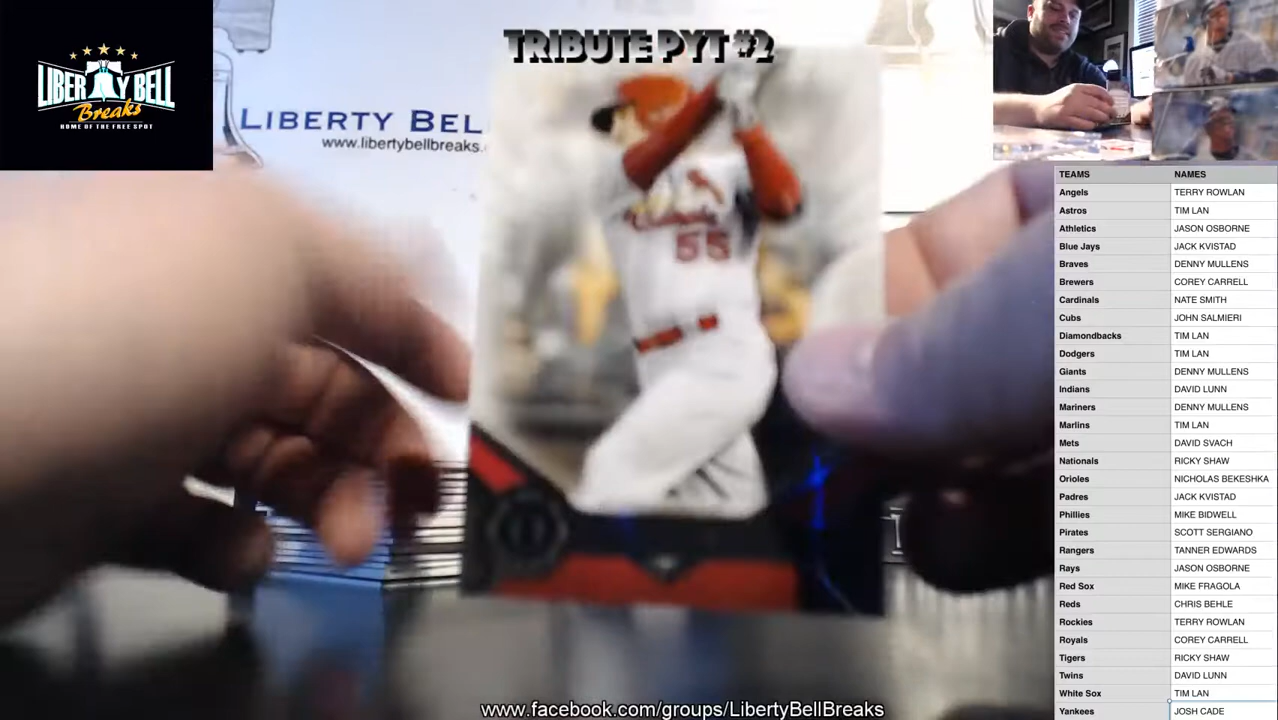 TRIBUTE PYT #2
LIBERTY BELL
Breaks
HOME OF THE FREE SPOT
LIBERTY BEL
www.libertybellbreaks.
Cardinals
55
TEAMS NAMES
Angels TERRY ROWLAN
Astros TIM LAN
Athletics JASON OSBORNE
Blue Jays JACK KVISTAD
Braves DENNY MULLENS
Brewers COREY CARRELL
Cardinals NATE SMITH
Cubs JOHN SALMIERI
Diamondbacks TIM LAN
Dodgers TIM LAN
Giants DENNY MULLENS
Indians DAVID LUNN
Mariners DENNY MULLENS
Marlins TIM LAN
Mets DAVID SVACH
Nationals RICKY SHAW
Orioles NICHOLAS BEKESHKA
Padres JACK KVISTAD
Phillies MIKE BIDWELL
Pirates SCOTT SERGIANO
Rangers TANNER EDWARDS
Rays JASON OSBORNE
Red Sox MIKE FRAGOLA
Reds CHRIS BEHLE
Rockies TERRY ROWLAN
Royals COREY CARRELL
Tigers RICKY SHAW
Twins DAVID LUNN
White Sox TIM LAN
Yankees JOSH CADE
www.facebook.com/groups/LibertyBellBreaks